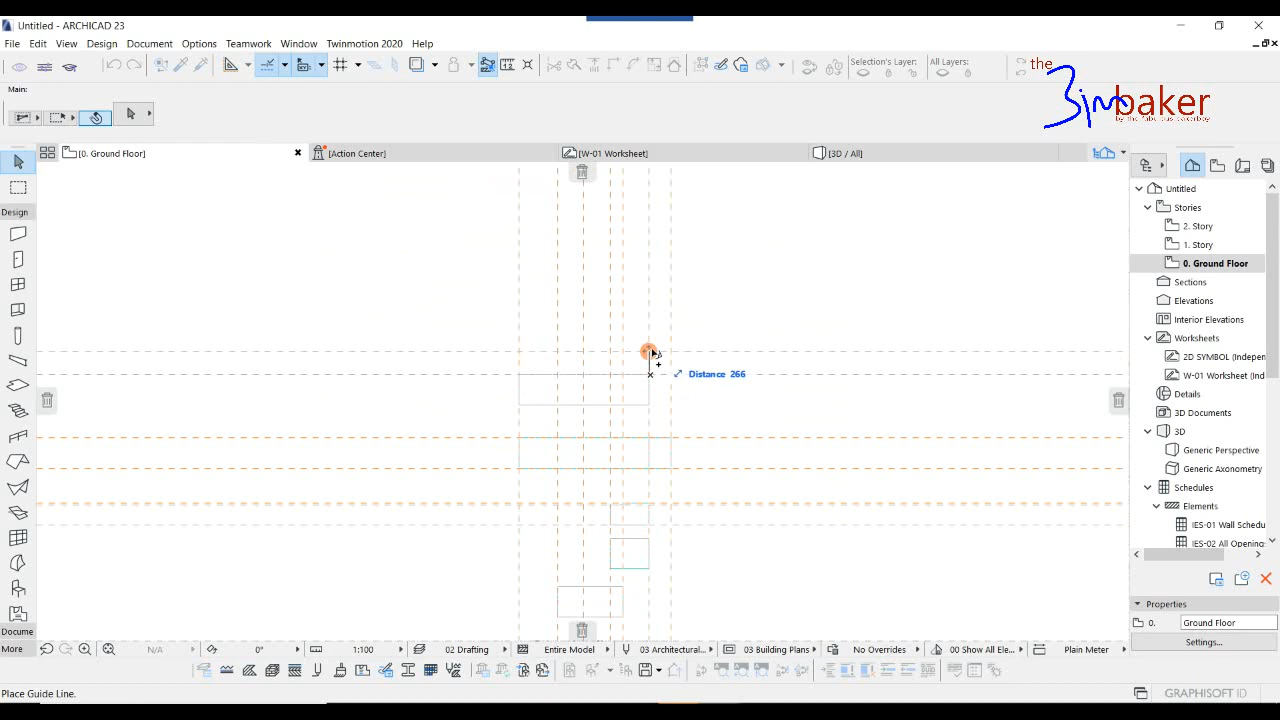 Untitled - ARCHICAD 23
File Edit View Design Document Options Teamwork Window Twinmotion 2020 Help
Selection's Layer: All Layers:
the 3im baker
Main:
[0. Ground Floor] [Action Center] [W-01 Worksheet] [3D / All]
Untitled
Stories
Design
2. Story
1. Story
0. Ground Floor
Sections
Elevations
Interior Elevations
Worksheets
2D SYMBOL (Indepen
Distance 266
W-01 Worksheet (Ind
Details
3D Documents
3D
Generic Perspective
Generic Axonometry
Schedules
Elements
IES-01 Wall Schedu
IES-02 All Opening:
Properties
0. Ground Floor
Docume
Settings...
More N/A 0° 1:100 02 Drafting Entire Model 03 Architectural... 03 Building Plans No Overrides 00 Show All Ele... Plain Meter
Place Guide Line.
GRAPHISOFT ID